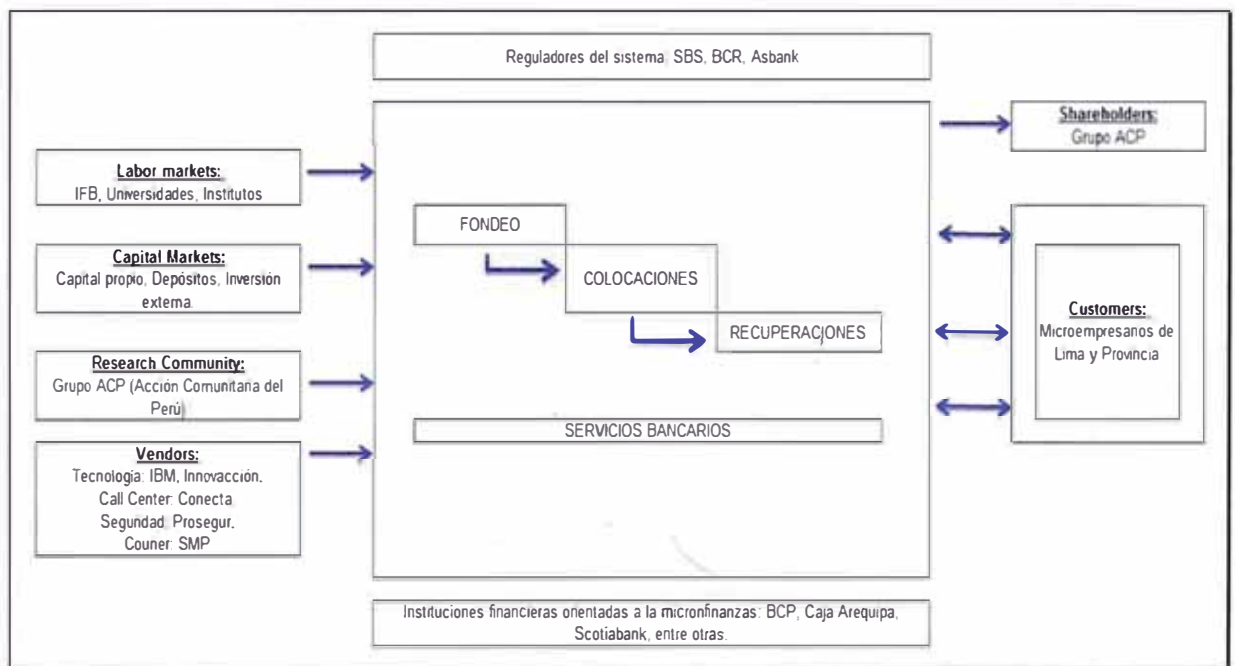 Reguladores del sistema: SBS, BCR, Asbank
Labor markets:
IFB, Universidades, Institutos
Capital Markets:
Capital propio, Depósitos, Inversión
externa.
Research Community:
Grupo ACP (Acción Comunitaria del
Perú)
Vendors:
Tecnología: IBM, Innovacción,
Call Center: Conecta
Seguridad: Prosegur,
Courier: SMP
FONDEO
COLOCACIONES
RECUPERACIONES
SERVICIOS BANCARIOS
Shareholders:
Grupo ACP
Customers:
Microempresarios de
Lima y Provincia
Instituciones financieras orientadas a la micronfinanzas: BCP, Caja Arequipa,
Scotiabank, entre otras.